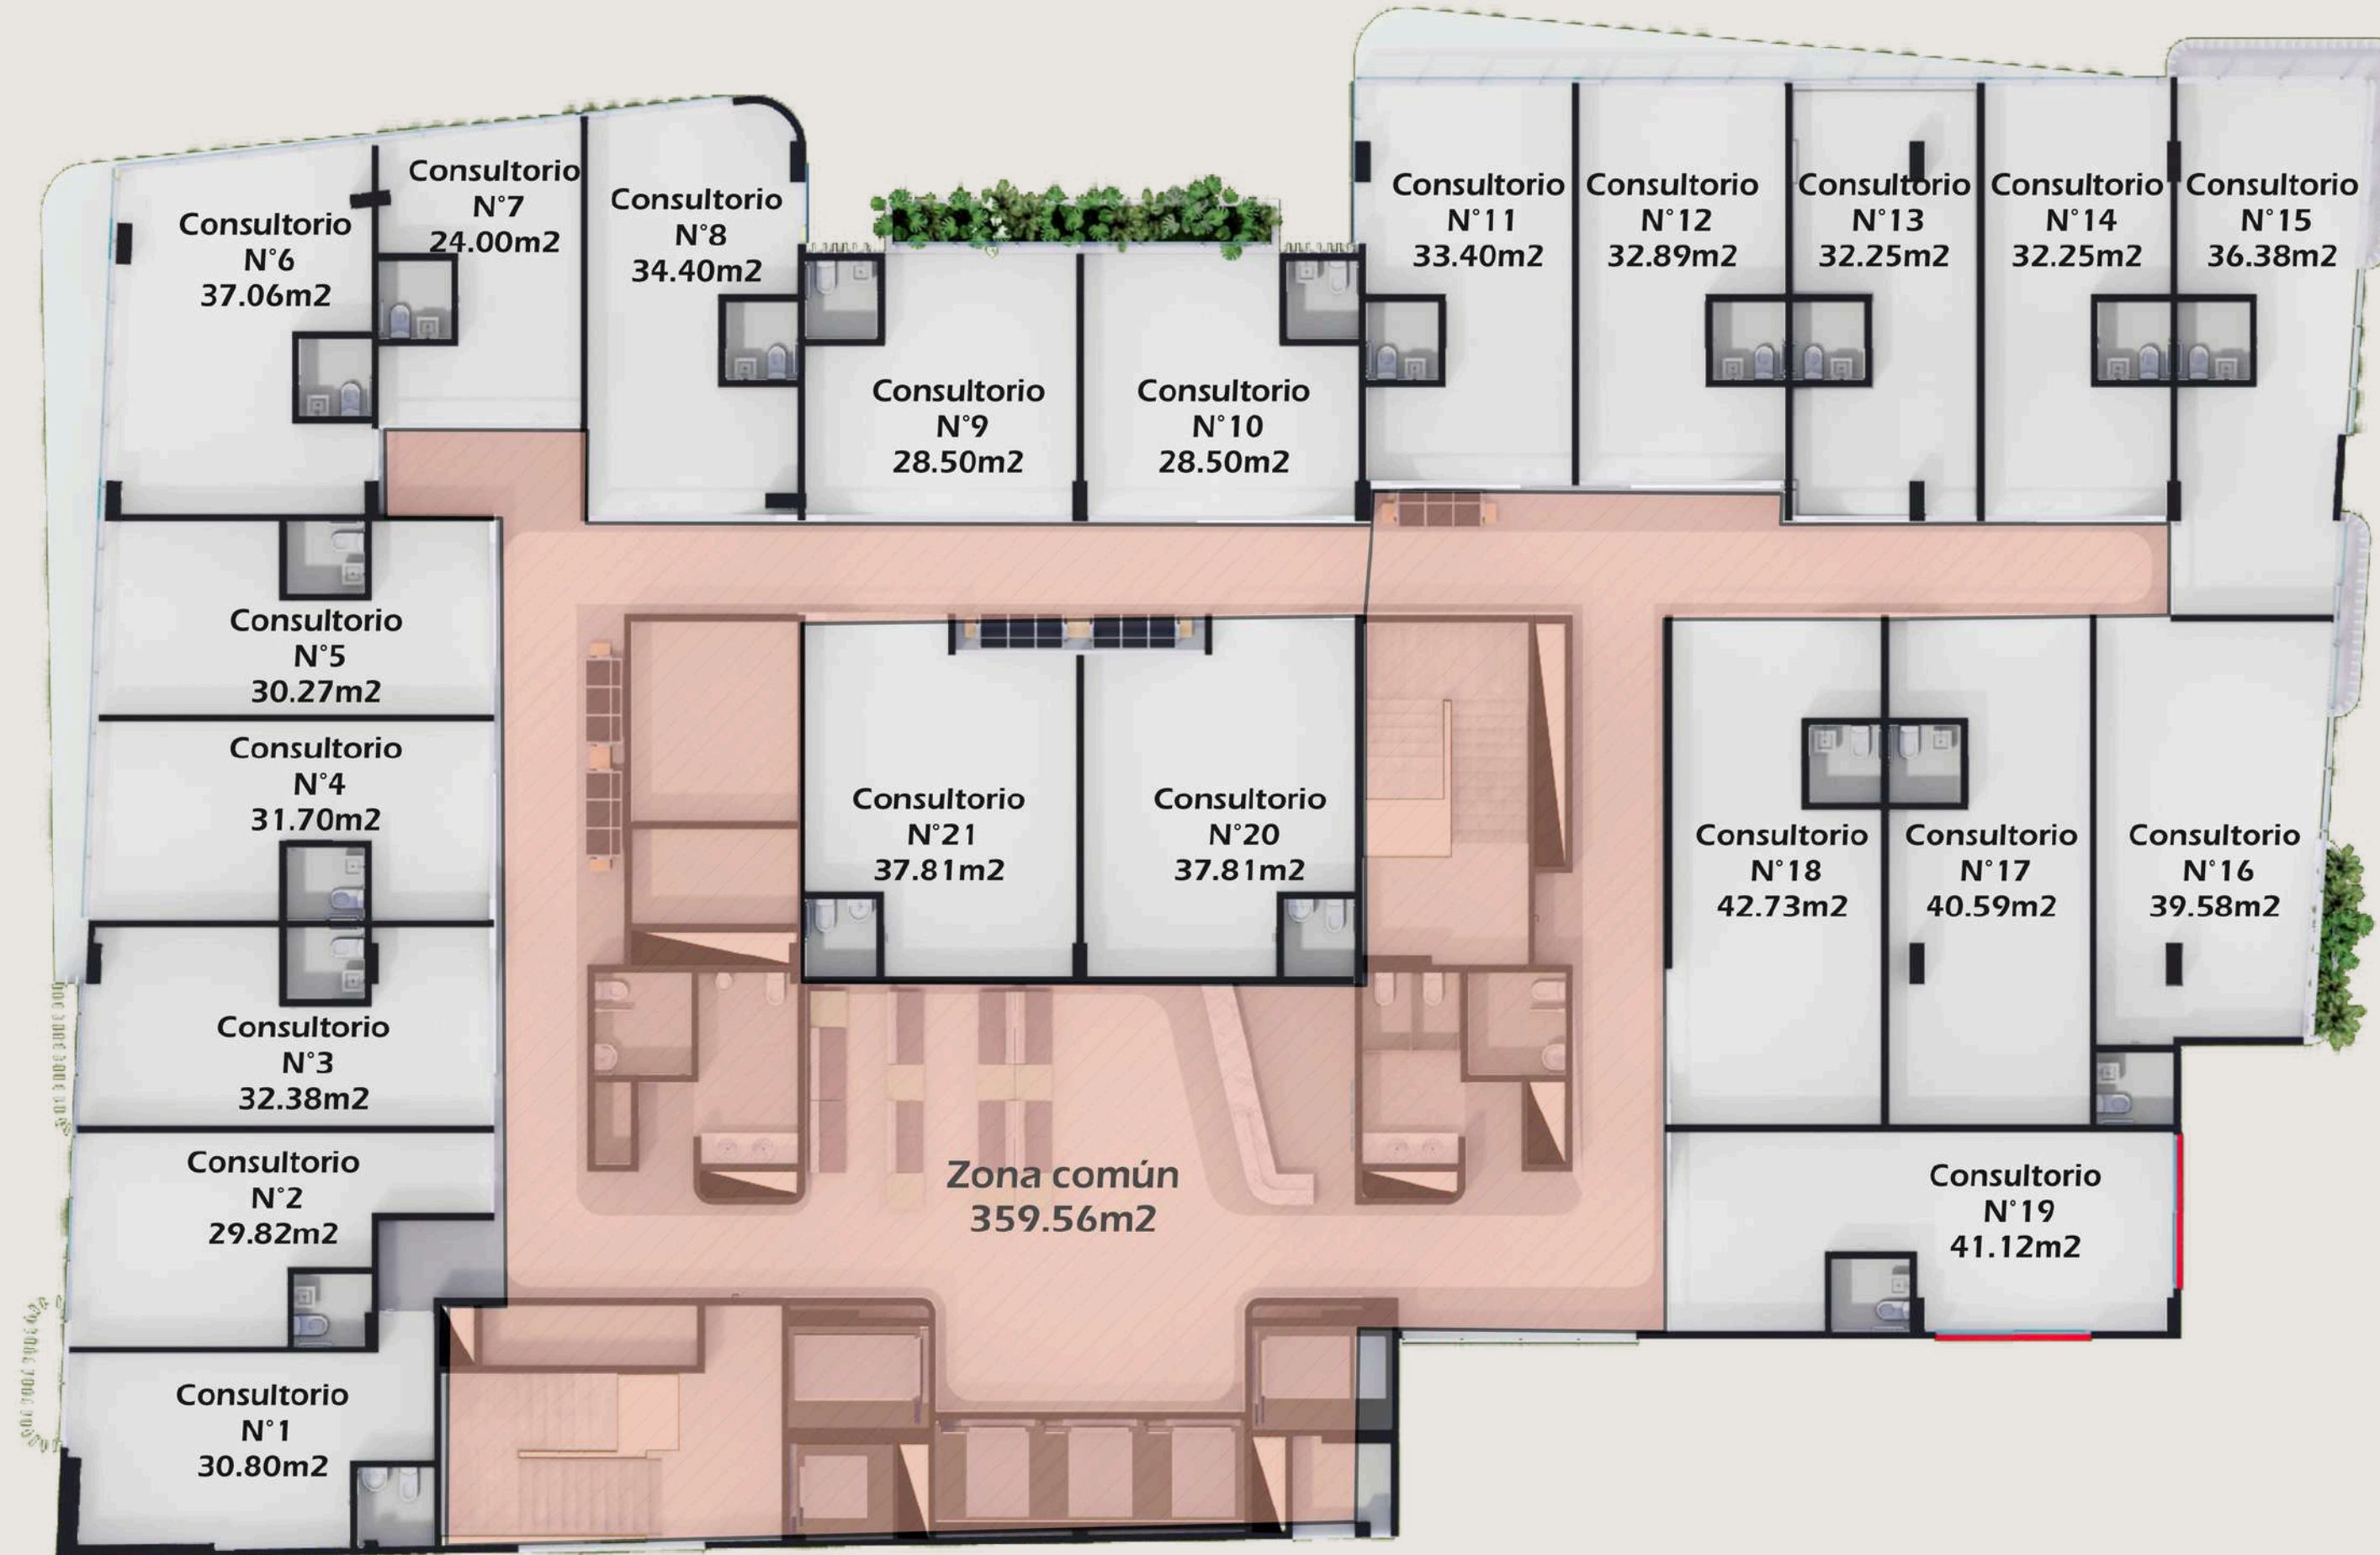 Consultorio
N°6
37.06m2
Consultorio
N°7
24.00m2
Consultorio
N°8
34.40m2
Consultorio
N°9
28.50m2
Consultorio
N°10
28.50m2
Consultorio
N°11
33.40m2
Consultorio
N°12
32.89m2
Consultorio
N°13
32.25m2
Consultorio
N°14
32.25m2
Consultorio
N°15
36.38m2
Consultorio
N°5
30.27m2
Consultorio
N°4
31.70m2
Consultorio
N°21
37.81m2
Consultorio
N°20
37.81m2
Consultorio
N°18
42.73m2
Consultorio
N°17
40.59m2
Consultorio
N°16
39.58m2
Consultorio
N°3
32.38m2
Consultorio
N°2
29.82m2
Zona común
359.56m2
Consultorio
N°19
41.12m2
Consultorio
N°1
30.80m2